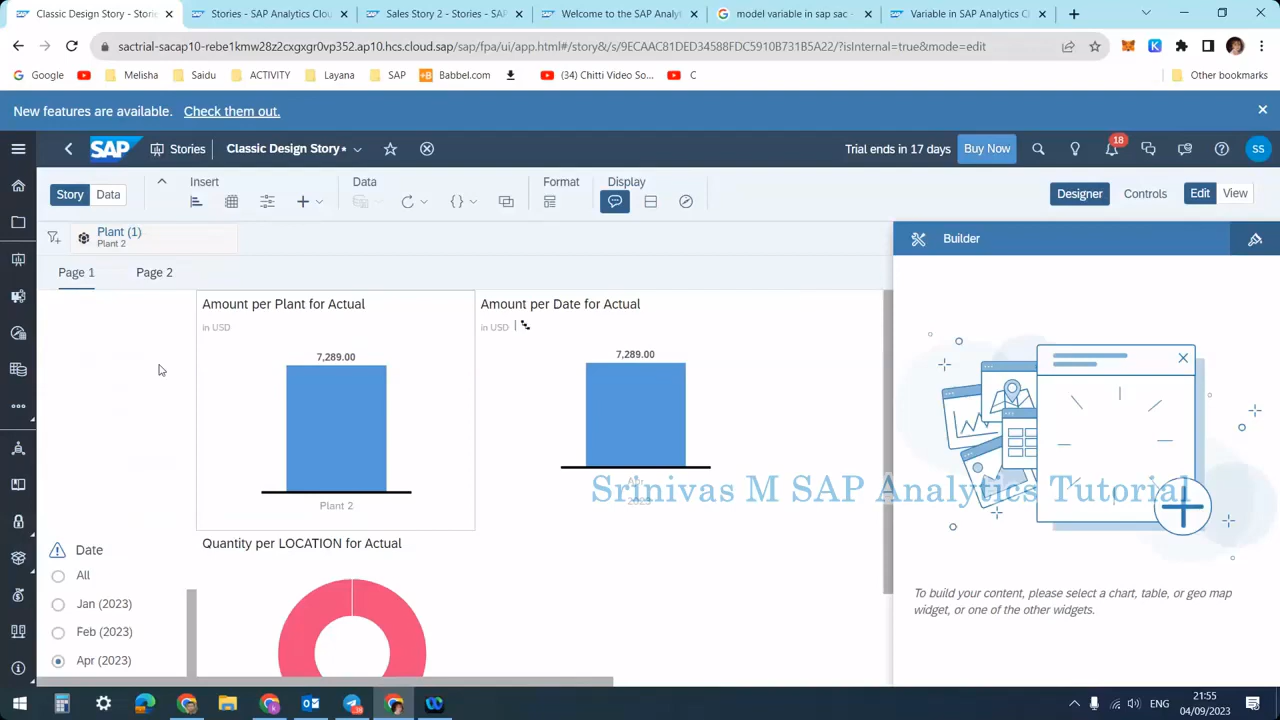 Classic Design Story - Stories - S
Stories - SAP Analytics Clou
Sales Story 2 - Stories - SAP
Welcome to the SAP Analyt
model variable in sap sac -
Variable in SAP Analytics C
sactrial-sacap10-rebe1kmw28z2cxgxgr0vp352.ap10.hcs.cloud.sap/sap/fpa/ui/app.html#/story&/s/9ECAAC81DED34588FDC5910B731B5A22/?isInternal=true&mode=edit
Google
Melisha
Saidu
ACTIVITY
Layana
SAP
Babbel.com
(34) Chitti Video So...
C
Other bookmarks
New features are available. Check them out.
SAP
Stories
Classic Design Story*
Trial ends in 17 days
Buy Now
18
SS
Story
Data
Insert
Data
Format
Display
Designer
Controls
Edit
View
Plant (1)
Plant 2
Builder
Page 1
Page 2
Amount per Plant for Actual
in USD
7,289.00
Plant 2
Amount per Date for Actual
in USD
7,289.00
Apr
2023
Srinivas M SAP Analytics Tutorial
Quantity per LOCATION for Actual
Date
All
Jan (2023)
Feb (2023)
Apr (2023)
To build your content, please select a chart, table, or geo map
widget, or one of the other widgets.
ENG
21:55
04/09/2023